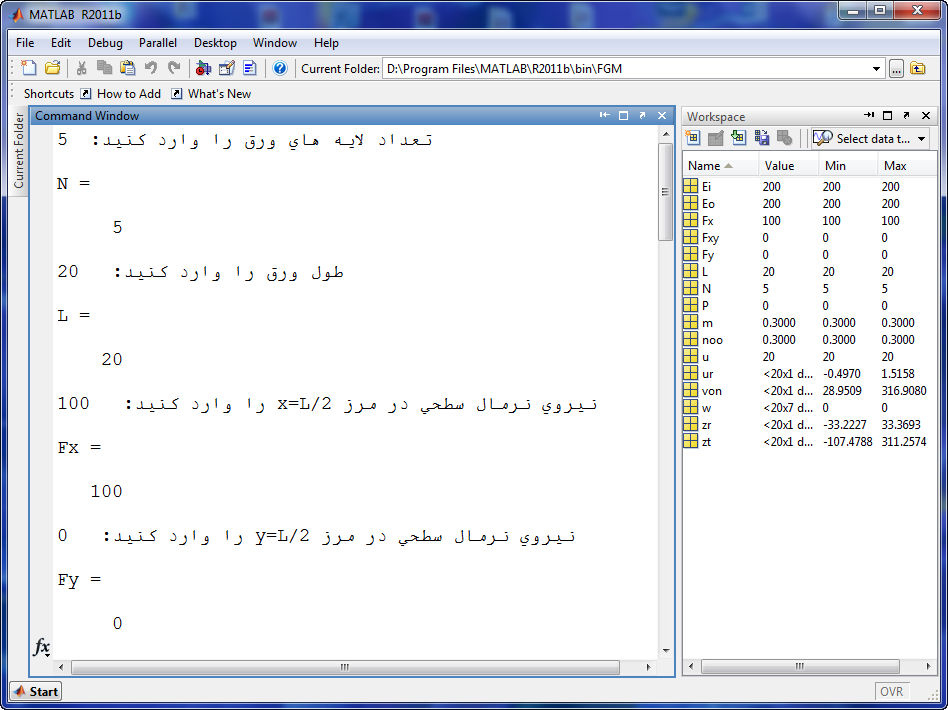 MATLAB R2011b
File Edit Debug Parallel Desktop Window Help
Current Folder: D:\Program Files\MATLAB\R2011b\bin\FGM
Shortcuts How to Add What's New
Current Folder
Command Window
تعداد لايه هاي ورق را وارد کنيد: 5
N =
5
طول ورق را وارد کنيد: 20
L =
20
نيروي نرمال سطحي در مرز x=L/2 را وارد کنيد: 100
Fx =
100
نيروي نرمال سطحي در مرز y=L/2 را وارد کنيد: 0
Fy =
0
fx
Workspace
Select data t...
Name Value Min Max
Ei 200 200 200
Eo 200 200 200
Fx 100 100 100
Fxy 0 0 0
Fy 0 0 0
L 20 20 20
N 5 5 5
P 0 0 0
m 0.3000 0.3000 0.3000
noo 0.3000 0.3000 0.3000
u 20 20 20
ur <20x1 d... -0.4970 1.5158
von <20x1 d... 28.9509 316.9080
w <20x7 d... 0 0
zr <20x1 d... -33.2227 33.3693
zt <20x1 d... -107.4788 311.2574
Start
OVR